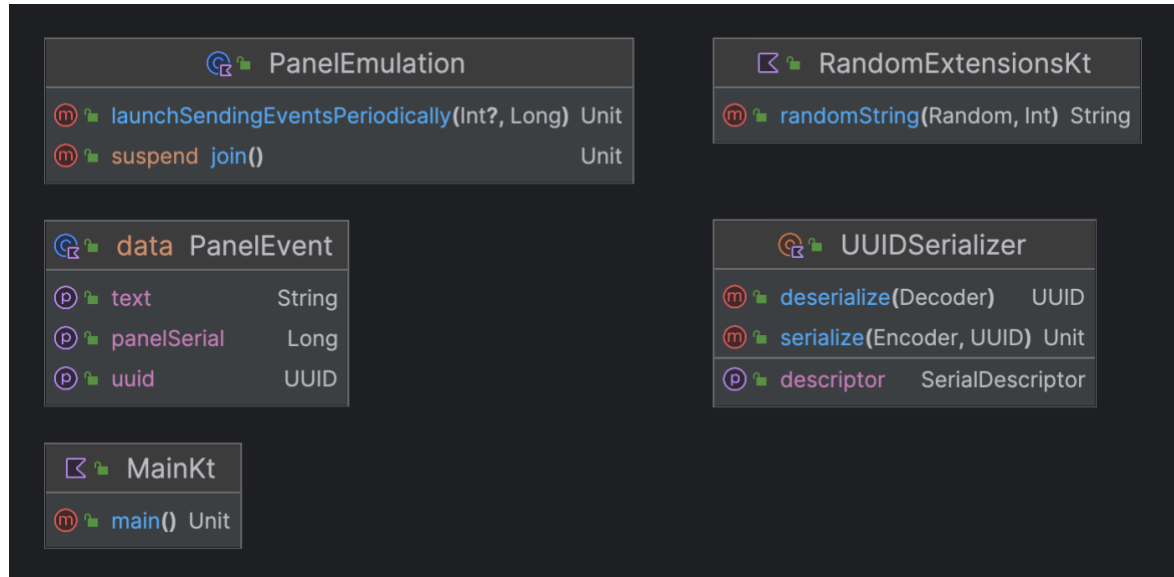 PanelEmulation
launchSendingEventsPeriodically(Int?, Long) Unit
suspend join() Unit
RandomExtensionsKt
randomString(Random, Int) String
data PanelEvent
text String
panelSerial Long
uuid UUID
UUIDSerializer
deserialize(Decoder) UUID
serialize(Encoder, UUID) Unit
descriptor SerialDescriptor
MainKt
main() Unit